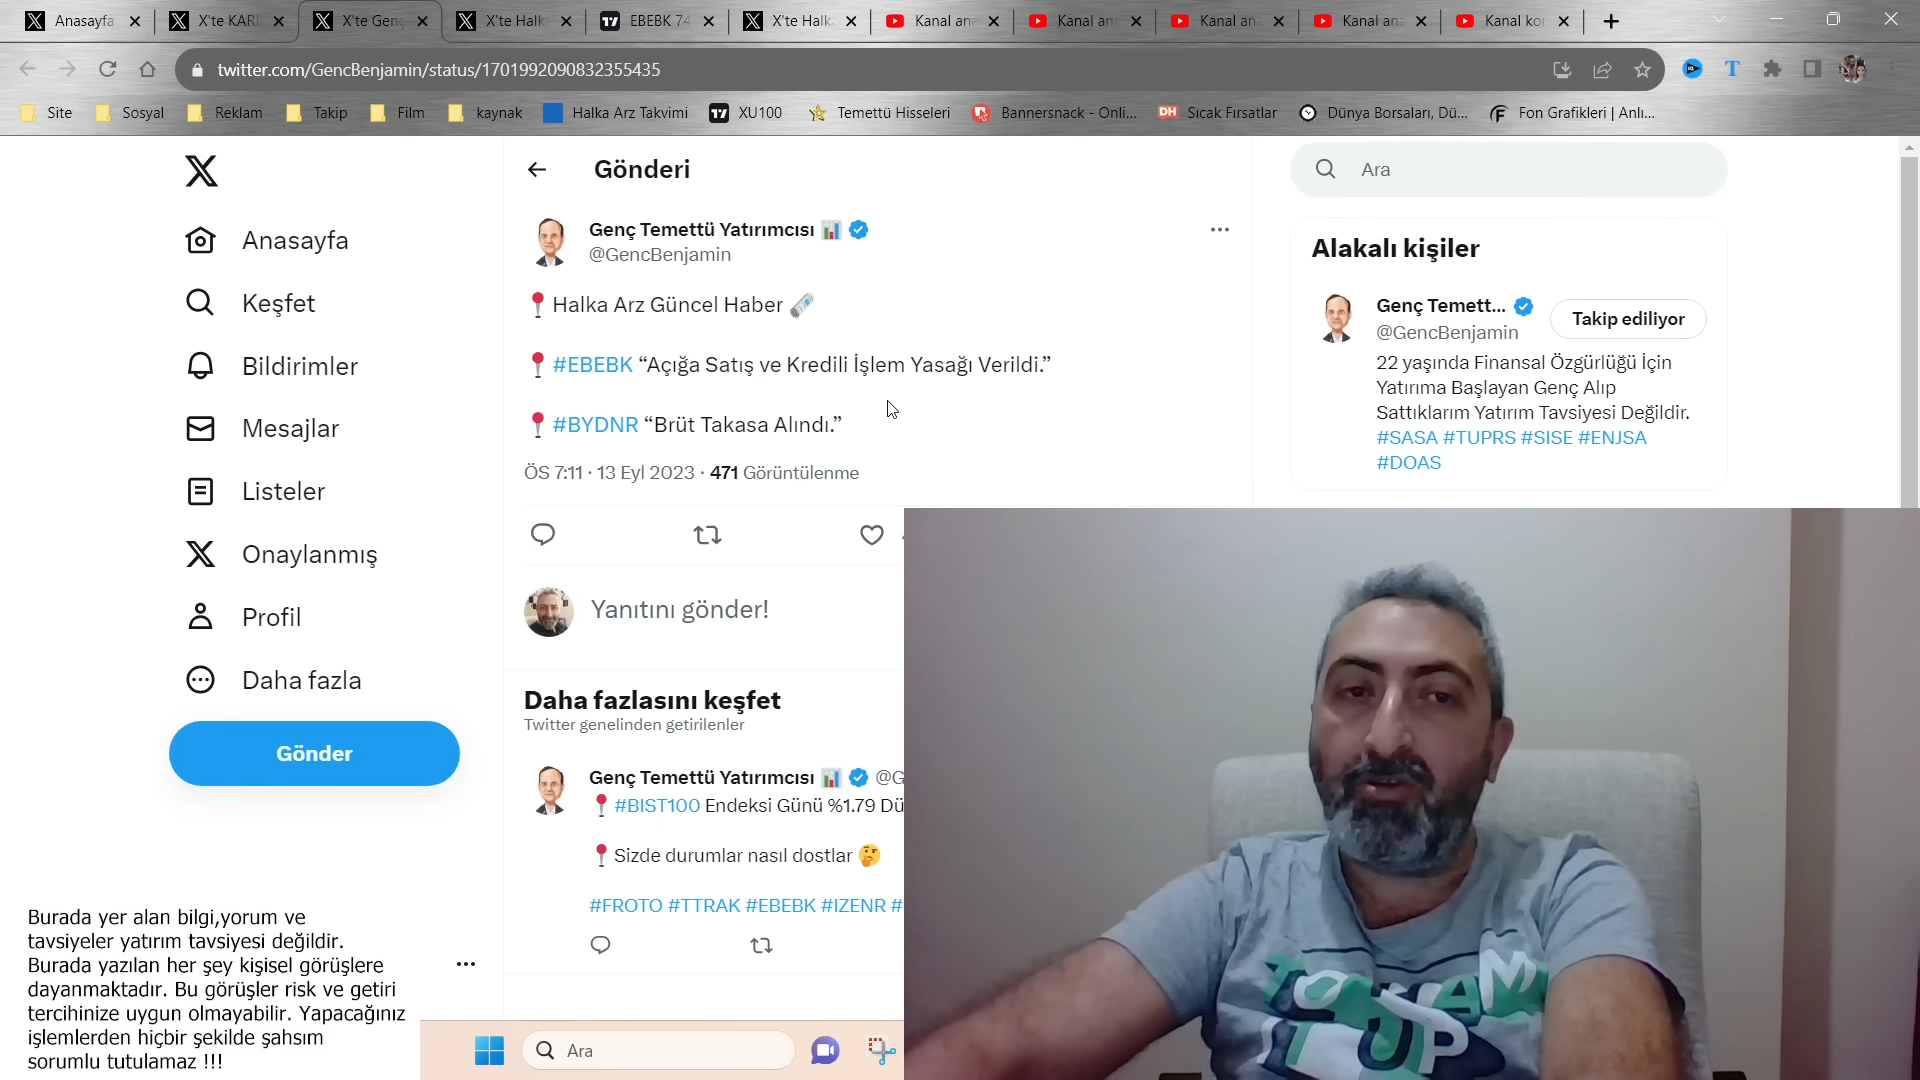 Anasayfa
X'te KARI
X'te Genç
X'te Halk
EBEBK 74
X'te Halk
Kanal ana
Kanal ana
Kanal ana
Kanal ana
Kanal kon
twitter.com/GencBenjamin/status/1701992090832355435
Site
Sosyal
Reklam
Takip
Film
kaynak
Halka Arz Takvimi
XU100
Temettü Hisseleri
Bannersnack - Onli...
DH Sıcak Fırsatlar
Dünya Borsaları, Dü...
Fon Grafikleri | Anlı...
Anasayfa
Keşfet
Bildirimler
Mesajlar
Listeler
Onaylanmış
Profil
Daha fazla
Gönder
Gönderi
Genç Temettü Yatırımcısı
@GencBenjamin
Halka Arz Güncel Haber
#EBEBK “Açığa Satış ve Kredili İşlem Yasağı Verildi.”
#BYDNR “Brüt Takasa Alındı.”
ÖS 7:11 · 13 Eyl 2023 · 471 Görüntülenme
Yanıtını gönder!
Daha fazlasını keşfet
Twitter genelinden getirilenler
Genç Temettü Yatırımcısı @G
#BIST100 Endeksi Günü %1.79 Dü
Sizde durumlar nasıl dostlar
#FROTO #TTRAK #EBEBK #IZENR #
Ara
Alakalı kişiler
Genç Temett...
@GencBenjamin
Takip ediliyor
22 yaşında Finansal Özgürlüğü İçin
Yatırıma Başlayan Genç Alıp
Sattıklarım Yatırım Tavsiyesi Değildir.
#SASA #TUPRS #SISE #ENJSA
#DOAS
Burada yer alan bilgi,yorum ve
tavsiyeler yatırım tavsiyesi değildir.
Burada yazılan her şey kişisel görüşlere
dayanmaktadır. Bu görüşler risk ve getiri
tercihinize uygun olmayabilir. Yapacağınız
işlemlerden hiçbir şekilde şahsım
sorumlu tutulamaz !!!
Ara